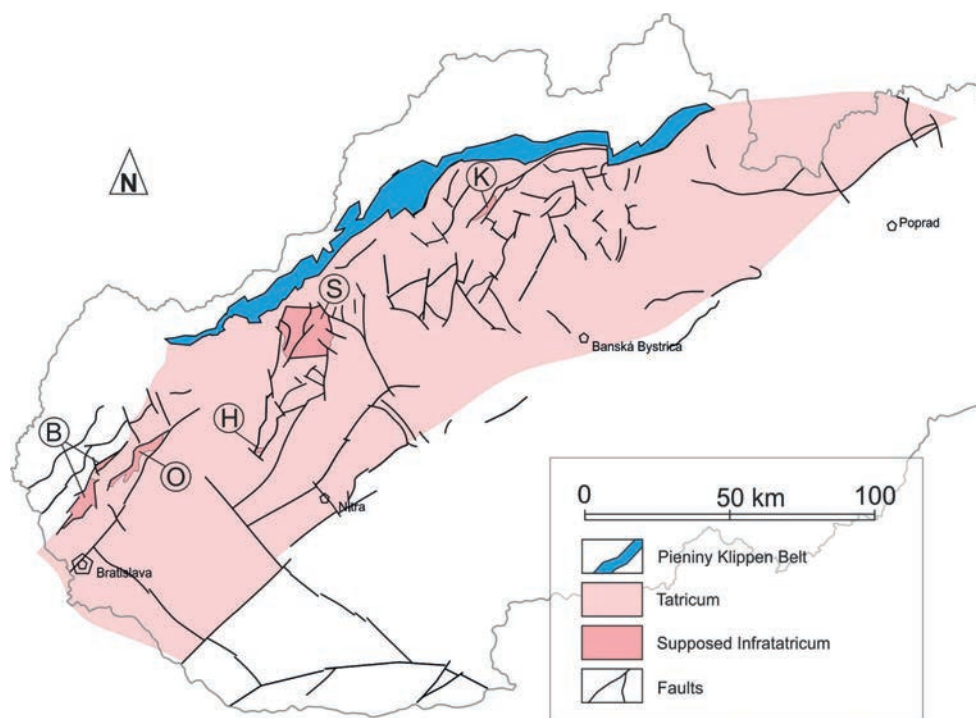 N
K
Poprad
S
Banská Bystrica
H
B
O
Nitra
Bratislava
0 50 km 100
Pieniny Klippen Belt
Tatricum
Supposed Infratatricum
Faults